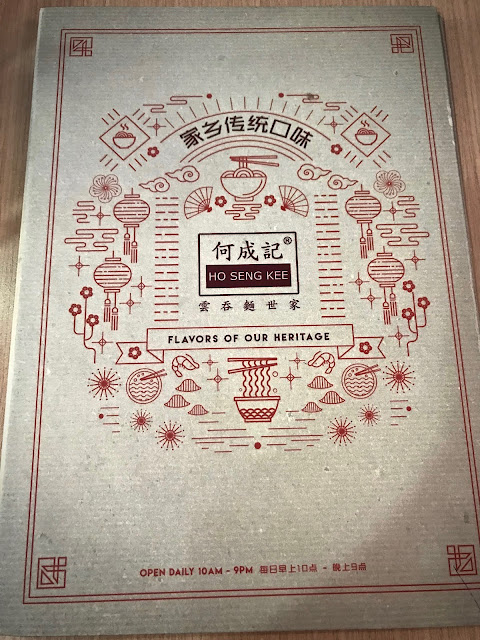 家乡传统口味
何成記®
HO SENG KEE
雲吞麵世家
FLAVORS OF OUR HERITAGE
OPEN DAILY 10AM - 9PM 每日早上10点 - 晚上9点